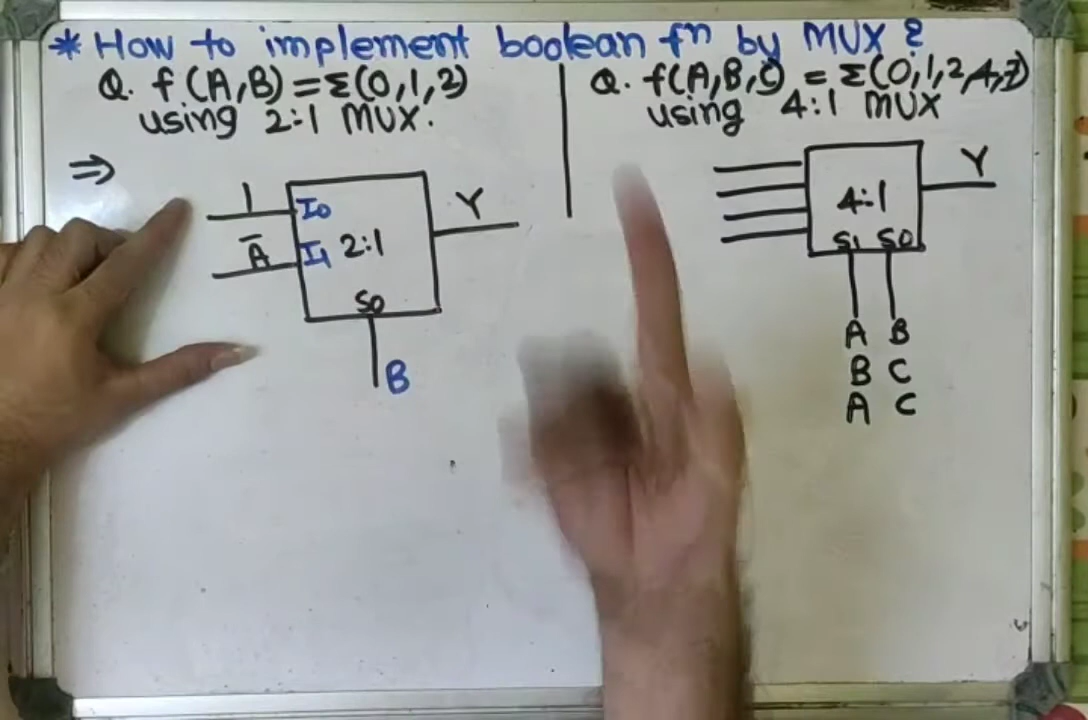 * How to implement boolean fⁿ by MUX ?
Q. f(A,B)=Σ(0,1,2)
using 2:1 MUX.
⇒
1
I0
Ā
I1
2:1
S0
B
Y
Q. f(A,B,C) = Σ(0,1,2,4,7)
using 4:1 MUX
4:1
S1 S0
Y
A B
B C
A C